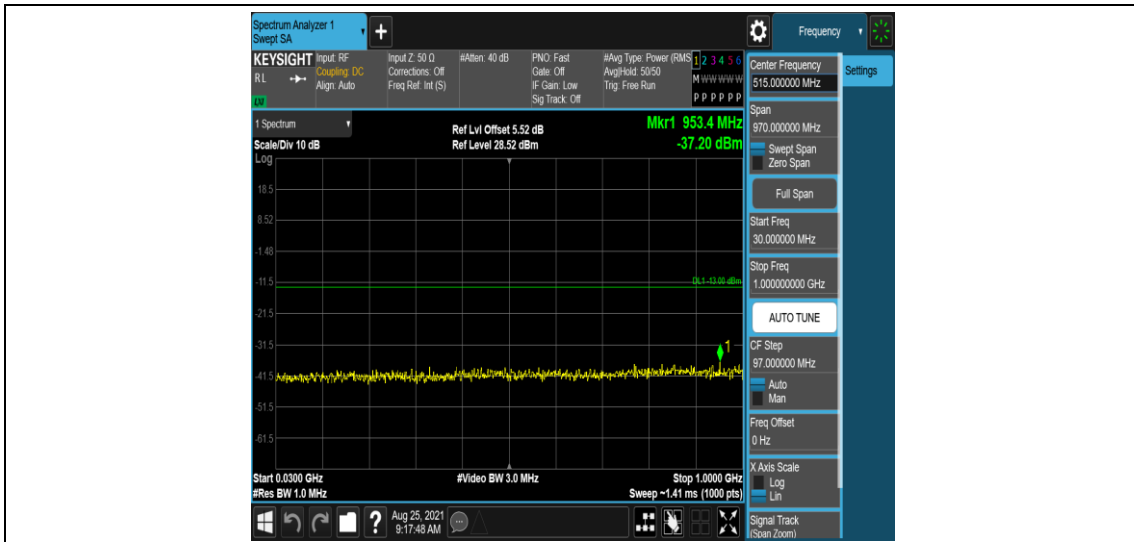 Spectrum Analyzer 1
Swept SA
+
Frequency
KEYSIGHT
RL
LXI
Input: RF
Coupling: DC
Align: Auto
Input Z: 50 Ω
Corrections: Off
Freq Ref: Int (S)
#Atten: 40 dB
PNO: Fast
Gate: Off
IF Gain: Low
Sig Track: Off
#Avg Type: Power (RMS
Avg|Hold: 50/50
Trig: Free Run
1 2 3 4 5 6
M W W W W W
P P P P P P
1 Spectrum
Scale/Div 10 dB
Ref Lvl Offset 5.52 dB
Ref Level 28.52 dBm
Mkr1 953.4 MHz
-37.20 dBm
Log
18.5
8.52
-1.48
-11.5
-21.5
-31.5
-41.5
-51.5
-61.5
DL1 -13.00 dBm
1
Start 0.0300 GHz
#Res BW 1.0 MHz
#Video BW 3.0 MHz
Stop 1.0000 GHz
Sweep ~1.41 ms (1000 pts)
?
Aug 25, 2021
9:17:48 AM
Center Frequency
515.000000 MHz
Settings
Span
970.000000 MHz
Swept Span
Zero Span
Full Span
Start Freq
30.000000 MHz
Stop Freq
1.000000000 GHz
AUTO TUNE
CF Step
97.000000 MHz
Auto
Man
Freq Offset
0 Hz
X Axis Scale
Log
Lin
Signal Track
(Span Zoom)